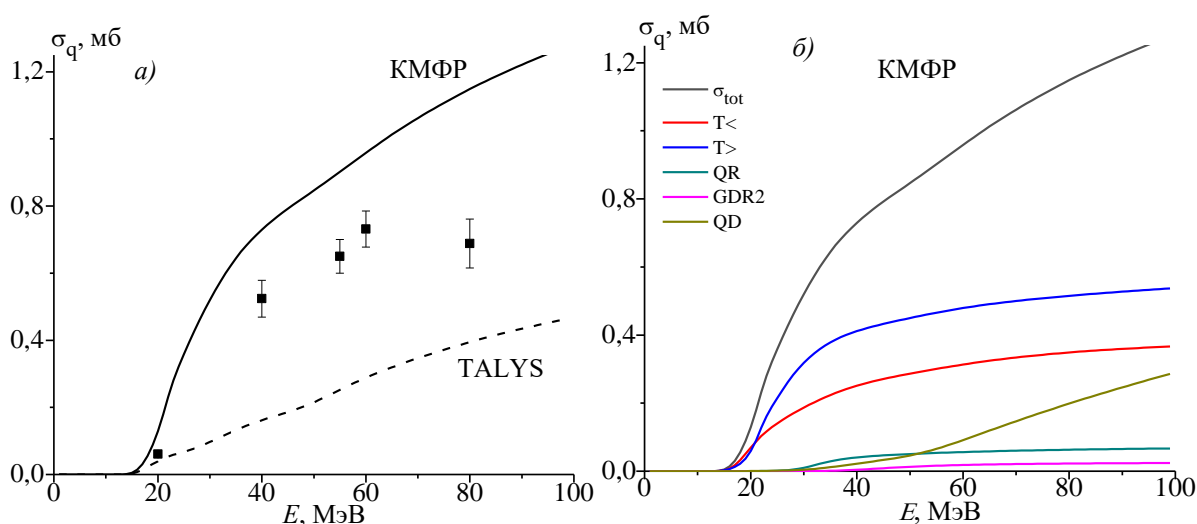 σq, мб
а)
КМФР
TALYS
1,2
0,8
0,4
0,0
0 20 40 60 80 100
E, МэВ
σq, мб
б)
КМФР
σtot
T<
T>
QR
GDR2
QD
1,2
0,8
0,4
0,0
0 20 40 60 80 100
E, МэВ